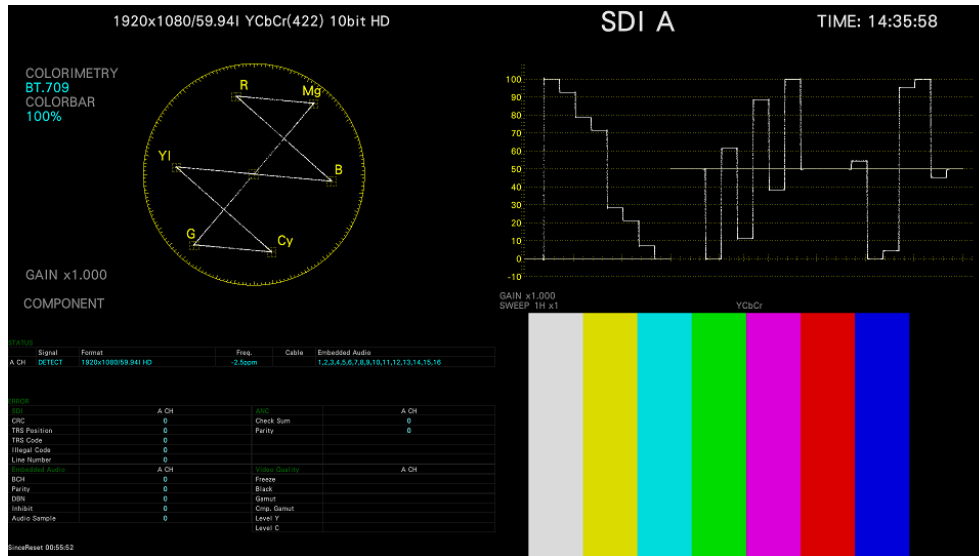 1920x1080/59.94I YCbCr(422) 10bit HD
SDI A
TIME: 14:35:58
COLORIMETRY
BT.709
COLORBAR
100%
R
Mg
Yl
B
G
Cy
GAIN x1.000
COMPONENT
100
90
80
70
60
50
40
30
20
10
0
-10
GAIN x1.000
SWEEP 1H x1
YCbCr
STATUS
Signal Format Freq. Cable Embedded Audio
A CH DETECT 1920x1080/59.94I HD -2.5ppm 1,2,3,4,5,6,7,8,9,10,11,12,13,14,15,16
ERROR
SDI A CH ANC A CH
CRC 0 Check Sum 0
TRS Position 0 Parity 0
TRS Code 0
Illegal Code 0
Line Number 0
Embedded Audio A CH Video Quality A CH
BCH 0 Freeze
Parity 0 Black
DBN 0 Gamut
Inhibit 0 Cmp. Gamut
Audio Sample 0 Level Y
Level C
SinceReset 00:55:52